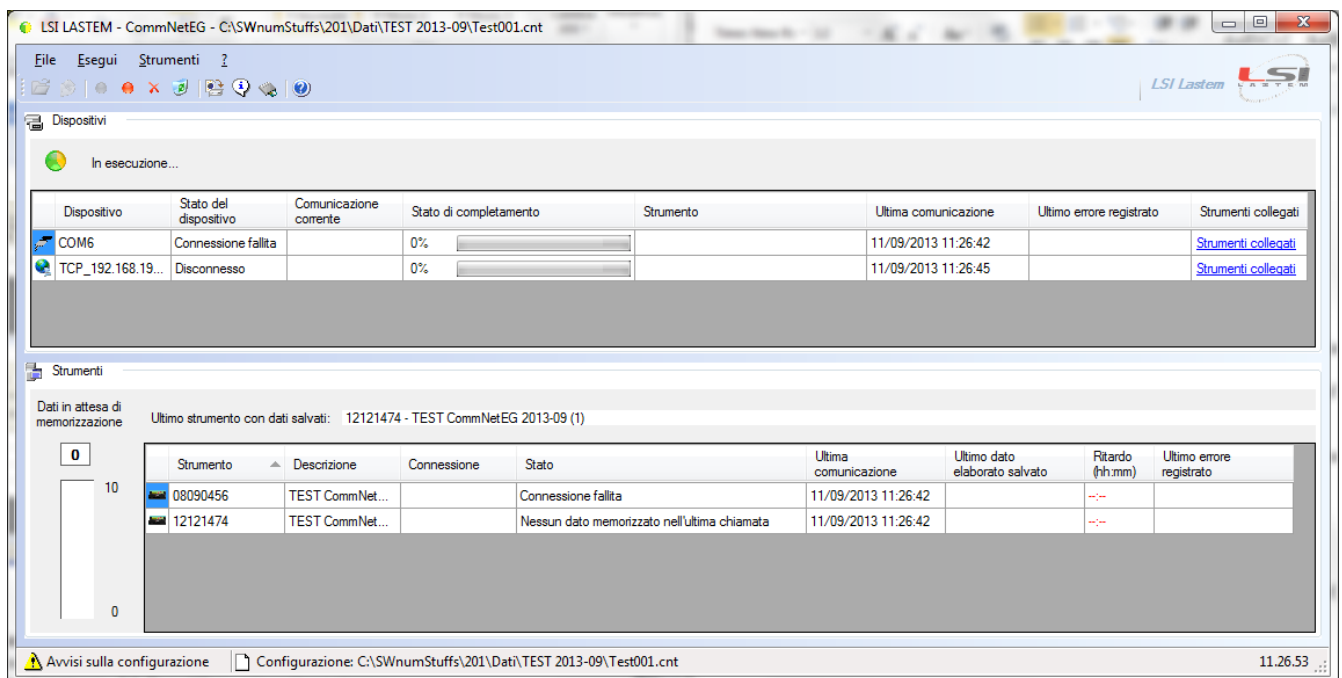 LSI LASTEM - CommNetEG - C:\SWnumStuffs\201\Dati\TEST 2013-09\Test001.cnt
File Esegui Strumenti ?
LSI Lastem LSI LASTEM
Dispositivi
In esecuzione...
Dispositivo Stato del dispositivo Comunicazione corrente Stato di completamento Strumento Ultima comunicazione Ultimo errore registrato Strumenti collegati
COM6 Connessione fallita 0% 11/09/2013 11:26:42 Strumenti collegati
TCP_192.168.19... Disconnesso 0% 11/09/2013 11:26:45 Strumenti collegati
Strumenti
Dati in attesa di
memorizzazione
Ultimo strumento con dati salvati: 12121474 - TEST CommNetEG 2013-09 (1)
0
10
0
Strumento Descrizione Connessione Stato Ultima comunicazione Ultimo dato elaborato salvato Ritardo (hh:mm) Ultimo errore registrato
08090456 TEST CommNet... Connessione fallita 11/09/2013 11:26:42 --:--
12121474 TEST CommNet... Nessun dato memorizzato nell'ultima chiamata 11/09/2013 11:26:42 --:--
Avvisi sulla configurazione Configurazione: C:\SWnumStuffs\201\Dati\TEST 2013-09\Test001.cnt 11.26.53